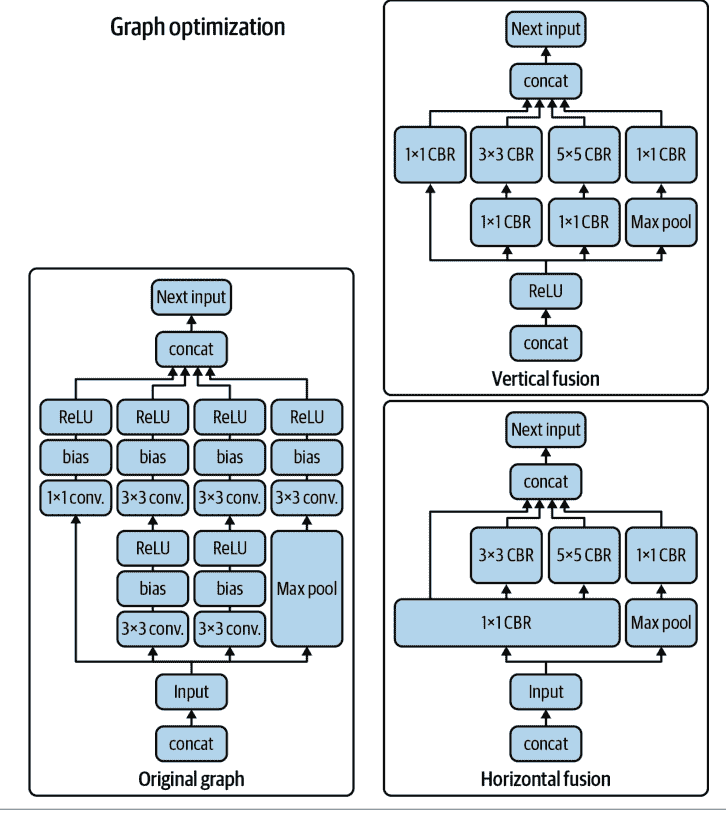 Graph optimization
Next input
concat
1×1 CBR 3×3 CBR 5×5 CBR 1×1 CBR
1×1 CBR 1×1 CBR Max pool
ReLU
concat
Vertical fusion
Next input
concat
ReLU ReLU ReLU ReLU
bias bias bias bias
1×1 conv. 3×3 conv. 3×3 conv. 3×3 conv.
ReLU ReLU
bias bias Max pool
3×3 conv. 3×3 conv.
Input
concat
Original graph
Next input
concat
3×3 CBR 5×5 CBR 1×1 CBR
1×1 CBR Max pool
Input
concat
Horizontal fusion